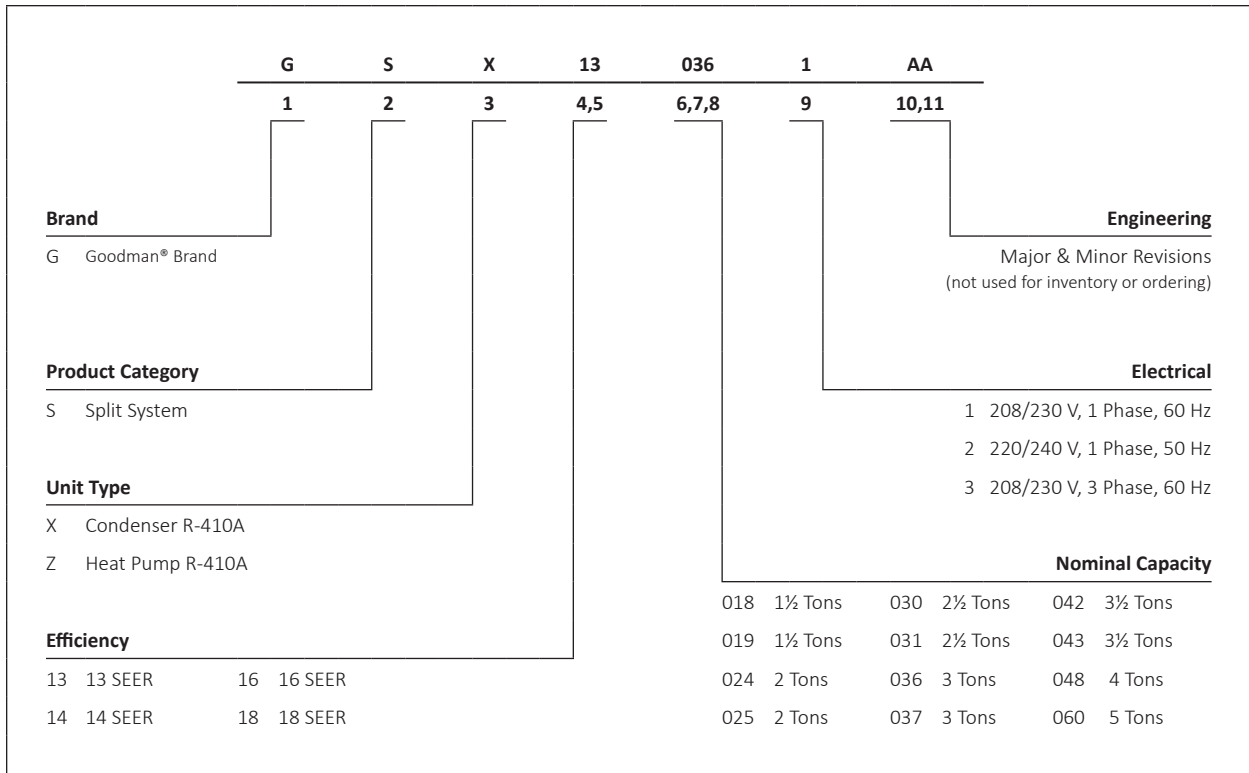 G S X 13 036 1 AA
1 2 3 4,5 6,7,8 9 10,11
Brand
G Goodman® Brand
Engineering
Major & Minor Revisions
(not used for inventory or ordering)
Product Category
S Split System
Electrical
1 208/230 V, 1 Phase, 60 Hz
2 220/240 V, 1 Phase, 50 Hz
3 208/230 V, 3 Phase, 60 Hz
Unit Type
X Condenser R-410A
Z Heat Pump R-410A
Nominal Capacity
018 1½ Tons 030 2½ Tons 042 3½ Tons
019 1½ Tons 031 2½ Tons 043 3½ Tons
024 2 Tons 036 3 Tons 048 4 Tons
025 2 Tons 037 3 Tons 060 5 Tons
Efficiency
13 13 SEER 16 16 SEER
14 14 SEER 18 18 SEER